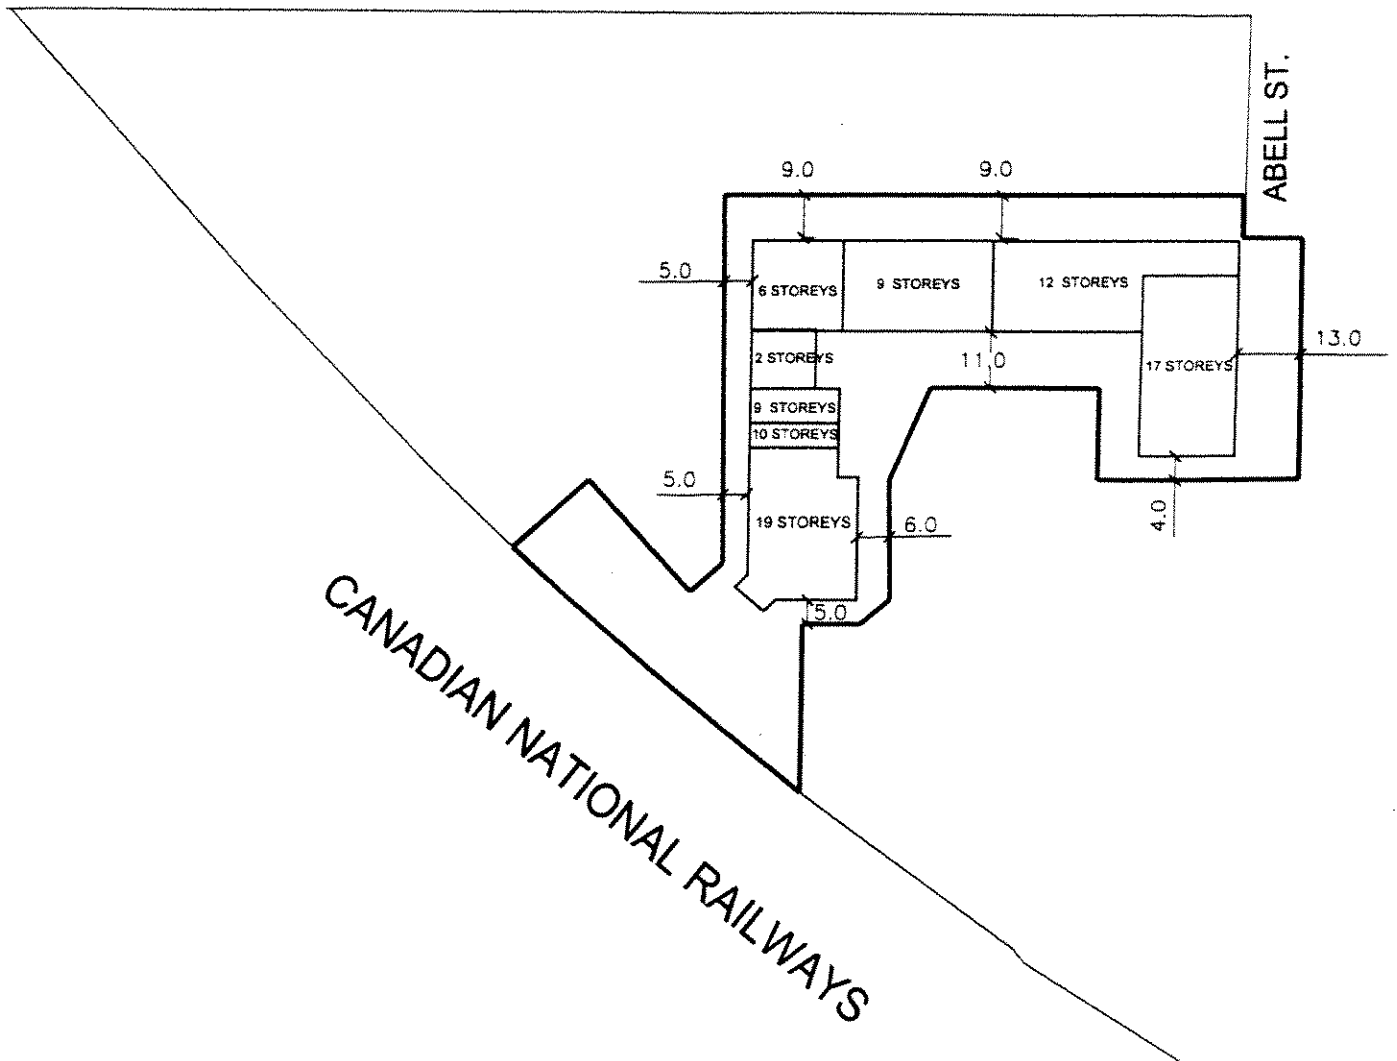 ABELL ST.
9.0
9.0
5.0
6 STOREYS
9 STOREYS
12 STOREYS
13.0
2 STOREYS
11.0
17 STOREYS
9 STOREYS
10 STOREYS
5.0
19 STOREYS
6.0
4.0
5.0
CANADIAN NATIONAL RAILWAYS